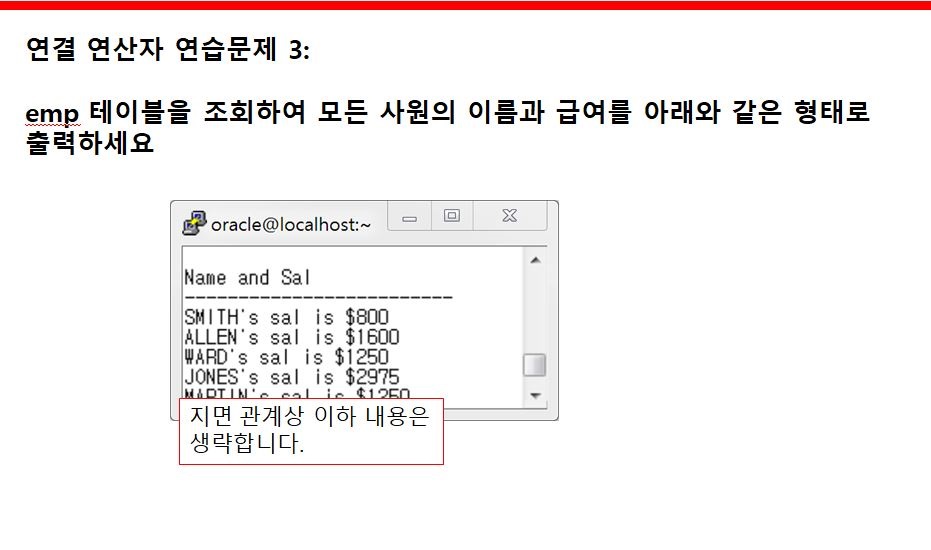 연결 연산자 연습문제 3:
emp 테이블을 조회하여 모든 사원의 이름과 급여를 아래와 같은 형태로
출력하세요
oracle@localhost:~
Name and Sal
-------------------------
SMITH's sal is $800
ALLEN's sal is $1600
WARD's sal is $1250
JONES's sal is $2975
MARTIN's sal is $1250
지면 관계상 이하 내용은
생략합니다.